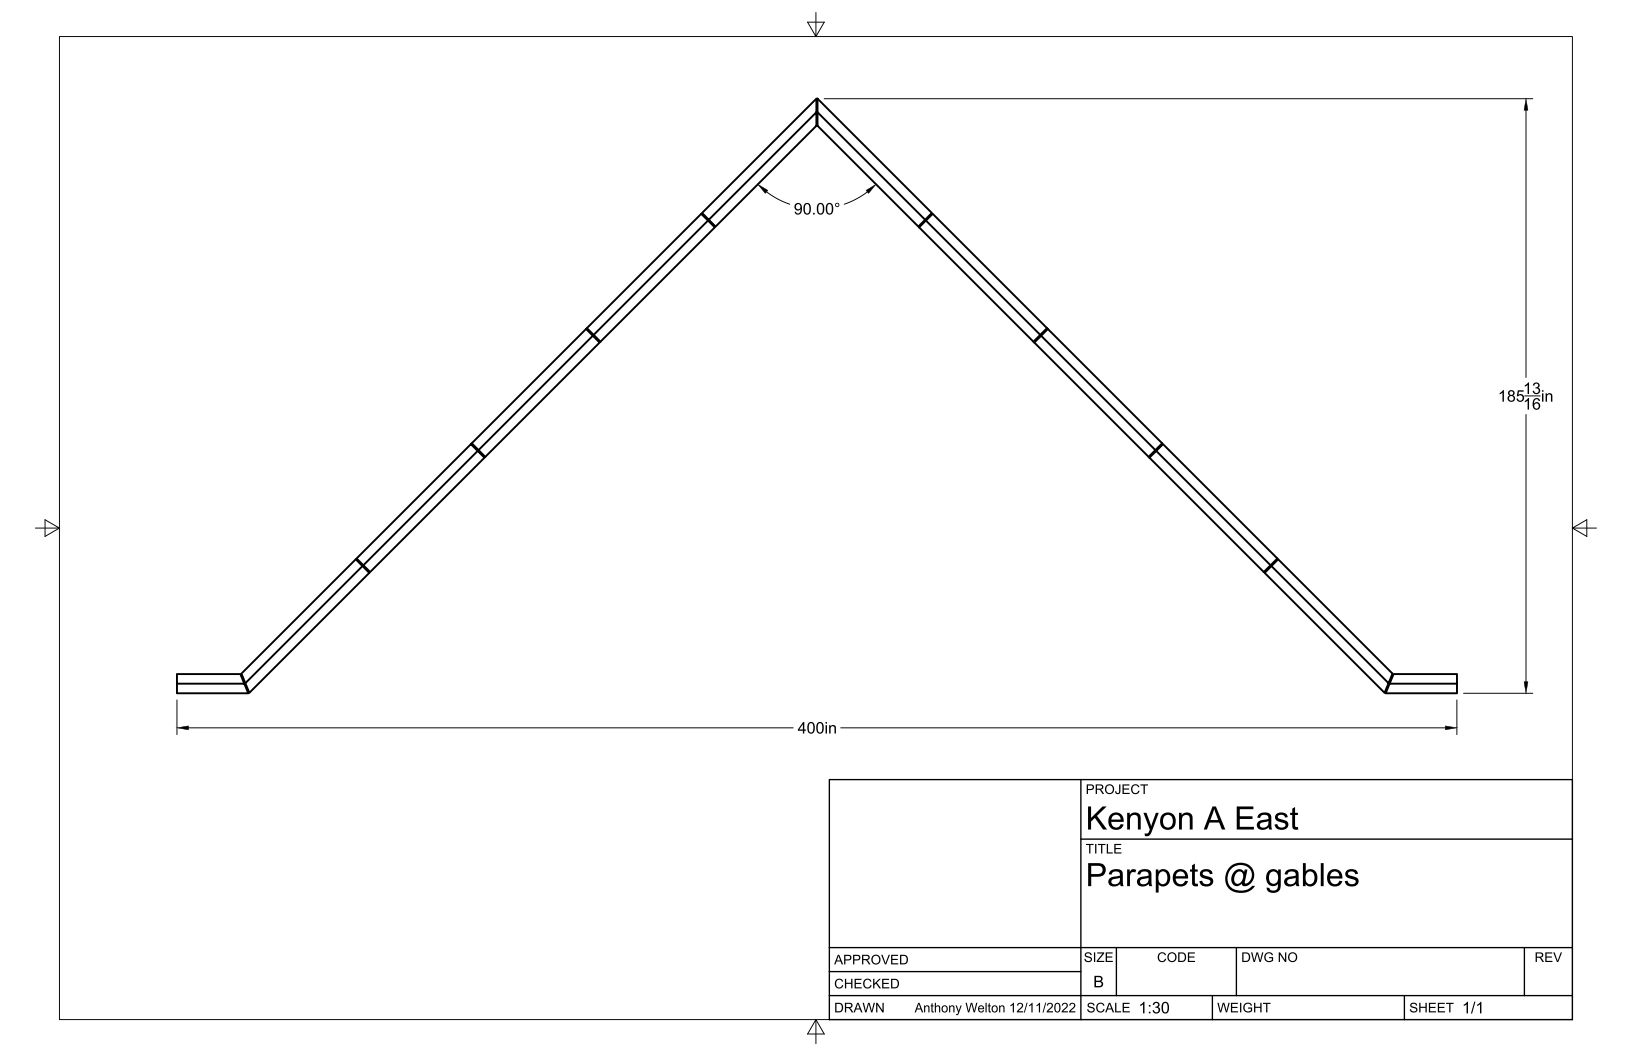 90.00°
185 13/16 in
400in
PROJECT
Kenyon A East
TITLE
Parapets @ gables
APPROVED
CHECKED
DRAWN Anthony Welton 12/11/2022
SIZE CODE DWG NO REV
B
SCALE 1:30 WEIGHT SHEET 1/1